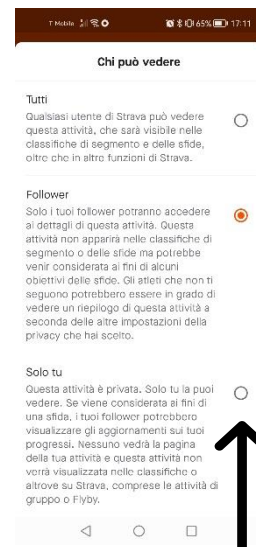 T Mobile 65% 17:11
Chi può vedere
Tutti
Qualsiasi utente di Strava può vedere
questa attività, che sarà visibile nelle
classifiche di segmento e delle sfide,
oltre che in altre funzioni di Strava.
Follower
Solo i tuoi follower potranno accedere
ai dettagli di questa attività. Questa
attività non apparirà nelle classifiche di
segmento o delle sfide ma potrebbe
venir considerata ai fini di alcuni
obiettivi delle sfide. Gli atleti che non ti
seguono potrebbero essere in grado di
vedere un riepilogo di questa attività a
seconda delle altre impostazioni della
privacy che hai scelto.
Solo tu
Questa attività è privata. Solo tu la puoi
vedere. Se viene considerata ai fini di
una sfida, i tuoi follower potrebbero
visualizzare gli aggiornamenti sui tuoi
progressi. Nessuno vedrà la pagina
della tua attività e questa attività non
verrà visualizzata nelle classifiche o
altrove su Strava, comprese le attività di
gruppo o Flyby.